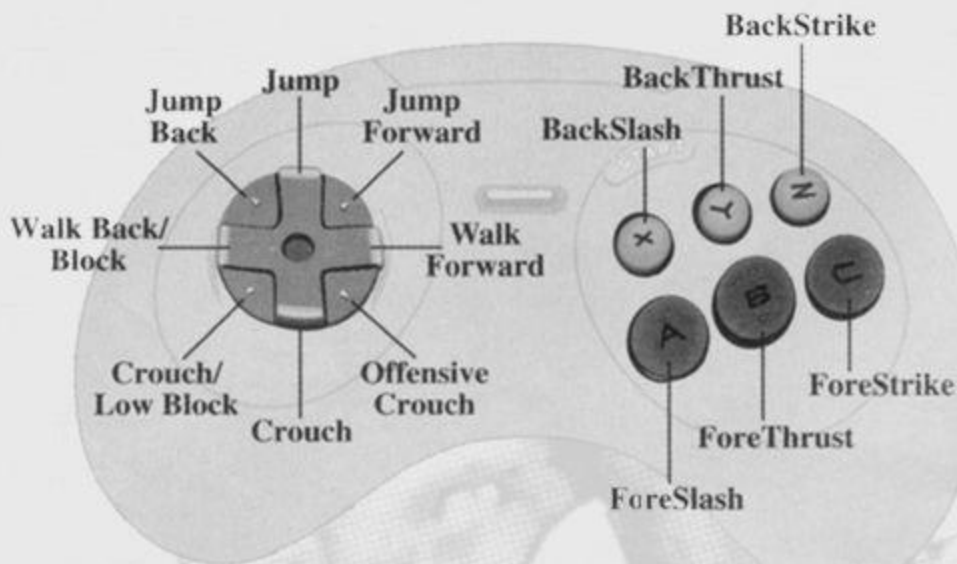 BackStrike
Jump
BackThrust
Jump
Back
Jump
Forward
BackSlash
Walk Back/
Block
Walk
Forward
X
Y
Z
A
B
C
Crouch/
Low Block
Offensive
Crouch
Crouch
ForeStrike
ForeThrust
ForeSlash